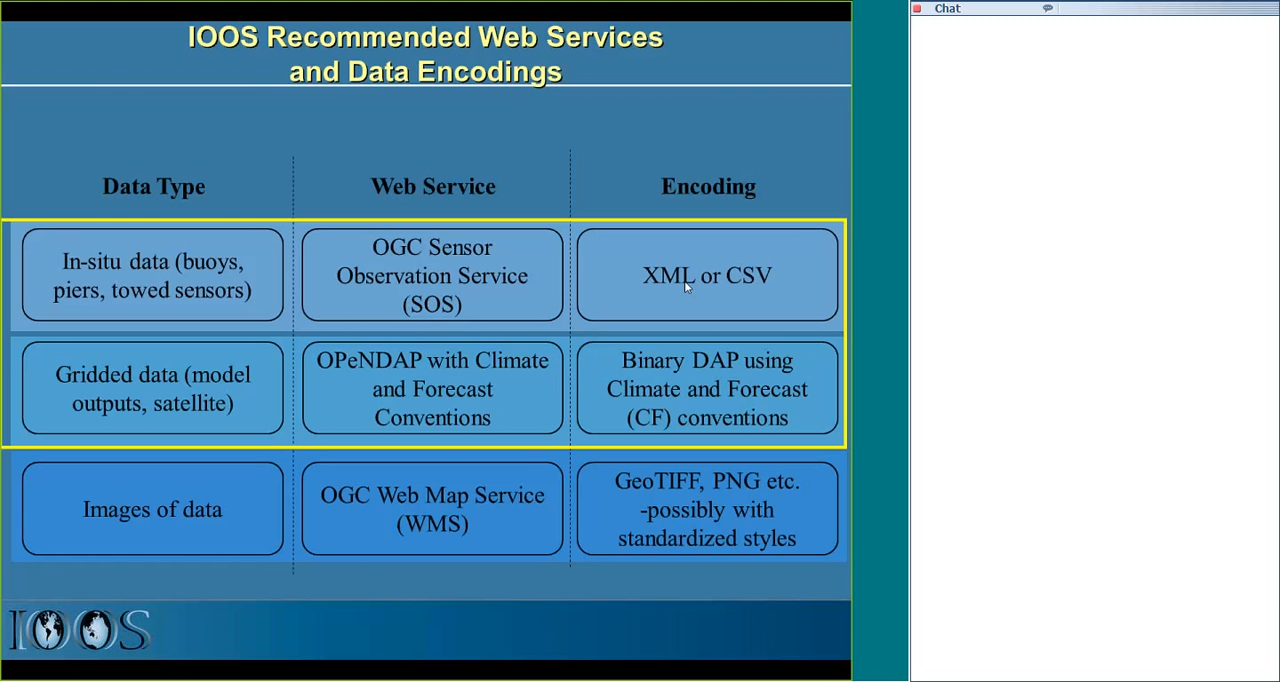 Chat
IOOS Recommended Web Services
and Data Encodings
Data Type
Web Service
Encoding
In-situ data (buoys,
piers, towed sensors)
OGC Sensor
Observation Service
(SOS)
XML or CSV
Gridded data (model
outputs, satellite)
OPeNDAP with Climate
and Forecast
Conventions
Binary DAP using
Climate and Forecast
(CF) conventions
Images of data
OGC Web Map Service
(WMS)
GeoTIFF, PNG etc.
-possibly with
standardized styles
IOOS